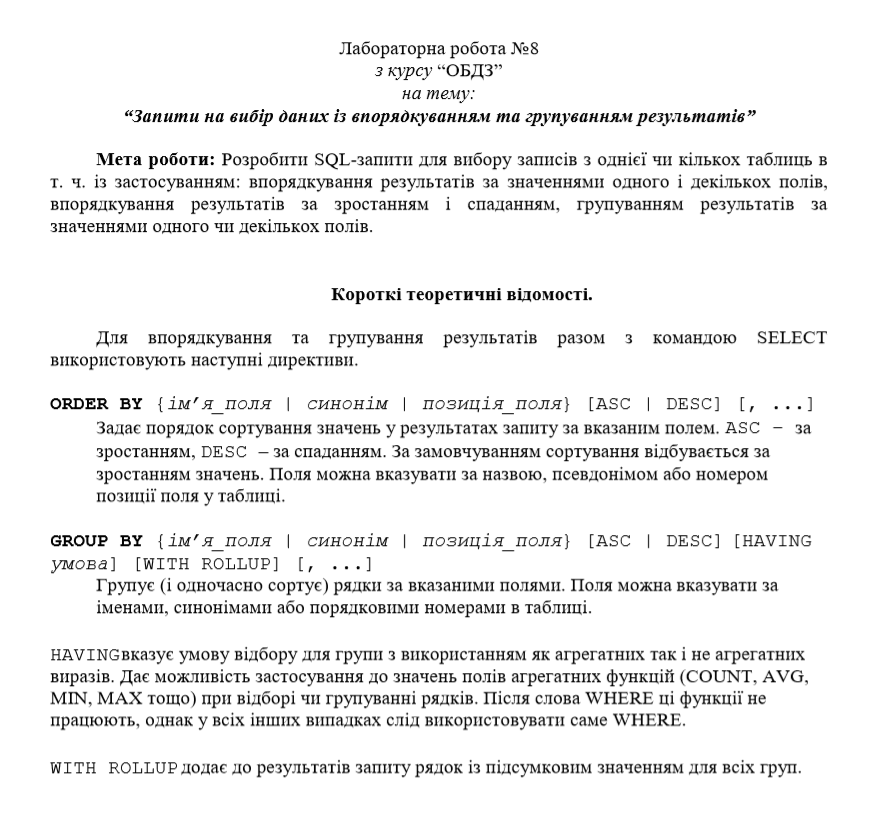 Лабораторна робота №8
з курсу “ОБДЗ”
на тему:
“Запити на вибір даних із впорядкуванням та групуванням результатів”
Мета роботи: Розробити SQL-запити для вибору записів з однієї чи кількох таблиць в
т. ч. із застосуванням: впорядкування результатів за значеннями одного і декількох полів,
впорядкування результатів за зростанням і спаданням, групуванням результатів за
значеннями одного чи декількох полів.
Короткі теоретичні відомості.
Для впорядкування та групування результатів разом з командою SELECT
використовують наступні директиви.
ORDER BY {ім’я_поля | синонім | позиція_поля} [ASC | DESC] [, ...]
Задає порядок сортування значень у результатах запиту за вказаним полем. ASC – за
зростанням, DESC – за спаданням. За замовчуванням сортування відбувається за
зростанням значень. Поля можна вказувати за назвою, псевдонімом або номером
позиції поля у таблиці.
GROUP BY {ім’я_поля | синонім | позиція_поля} [ASC | DESC] [HAVING
умова] [WITH ROLLUP] [, ...]
Групує (і одночасно сортує) рядки за вказаними полями. Поля можна вказувати за
іменами, синонімами або порядковими номерами в таблиці.
HAVING вказує умову відбору для групи з використанням як агрегатних так і не агрегатних
виразів. Дає можливість застосування до значень полів агрегатних функцій (COUNT, AVG,
MIN, MAX тощо) при відборі чи групуванні рядків. Після слова WHERE ці функції не
працюють, однак у всіх інших випадках слід використовувати саме WHERE.
WITH ROLLUP додає до результатів запиту рядок із підсумковим значенням для всіх груп.